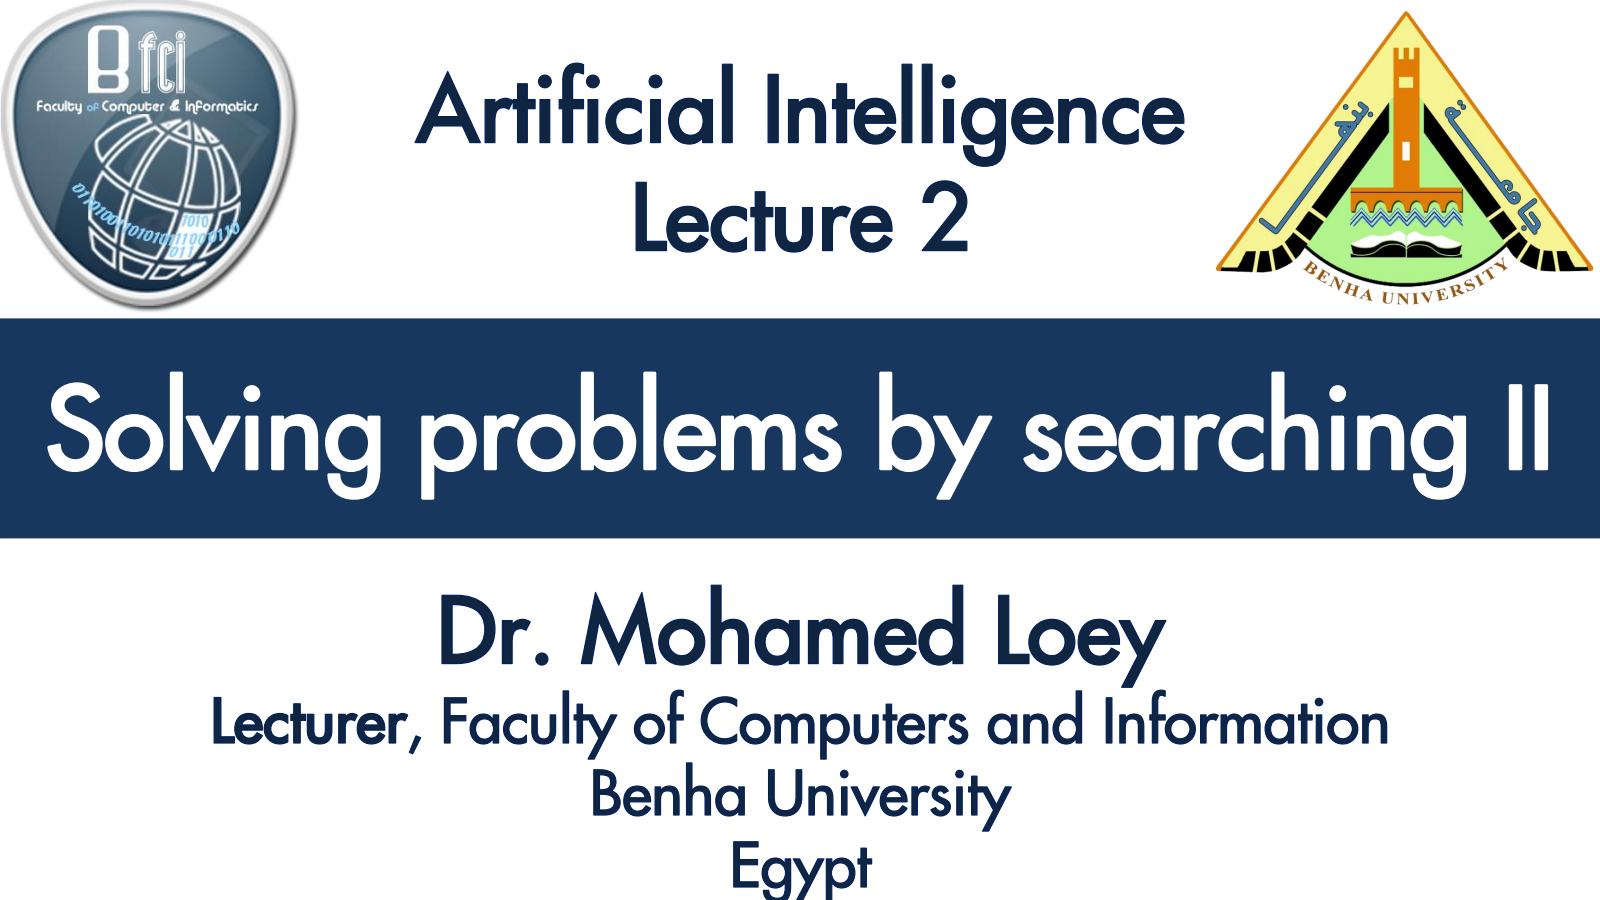 Bfci
Faculty of Computer & Informatics
Artificial Intelligence
Lecture 2
جامعة
بنها
BENHA UNIVERSITY
Solving problems by searching II
Dr. Mohamed Loey
Lecturer, Faculty of Computers and Information
Benha University
Egypt